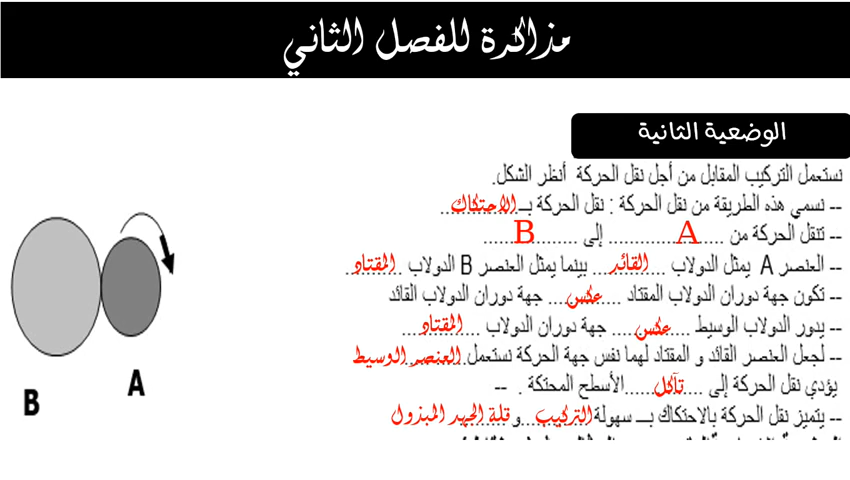 مذاكرة للفصل الثاني
الوضعية الثانية
نستعمل التركيب المقابل من أجل نقل الحركة أنظر الشكل.
-- نسمي هذه الطريقة من نقل الحركة : نقل الحركة بـ...الاحتكاك...
-- تنتقل الحركة من ......A...... إلى ......B......
-- العنصر A يمثل الدولاب ...القائد... بينما يمثل العنصر B الدولاب ...المقتاد...
-- تكون جهة دوران الدولاب المقتاد ...عكس... جهة دوران الدولاب القائد
-- يدور الدولاب الوسيط ...عكس... جهة دوران الدولاب ...المقتاد...
-- لجعل العنصر القائد و المقتاد لهما نفس جهة الحركة نستعمل العنصر الوسيط
يؤدي نقل الحركة إلى ...تآكل... الأسطح المحتكة . --
-- يتميز نقل الحركة بالاحتكاك بـــ سهولة التركيب...و قلة الجهد المبذول
A
B